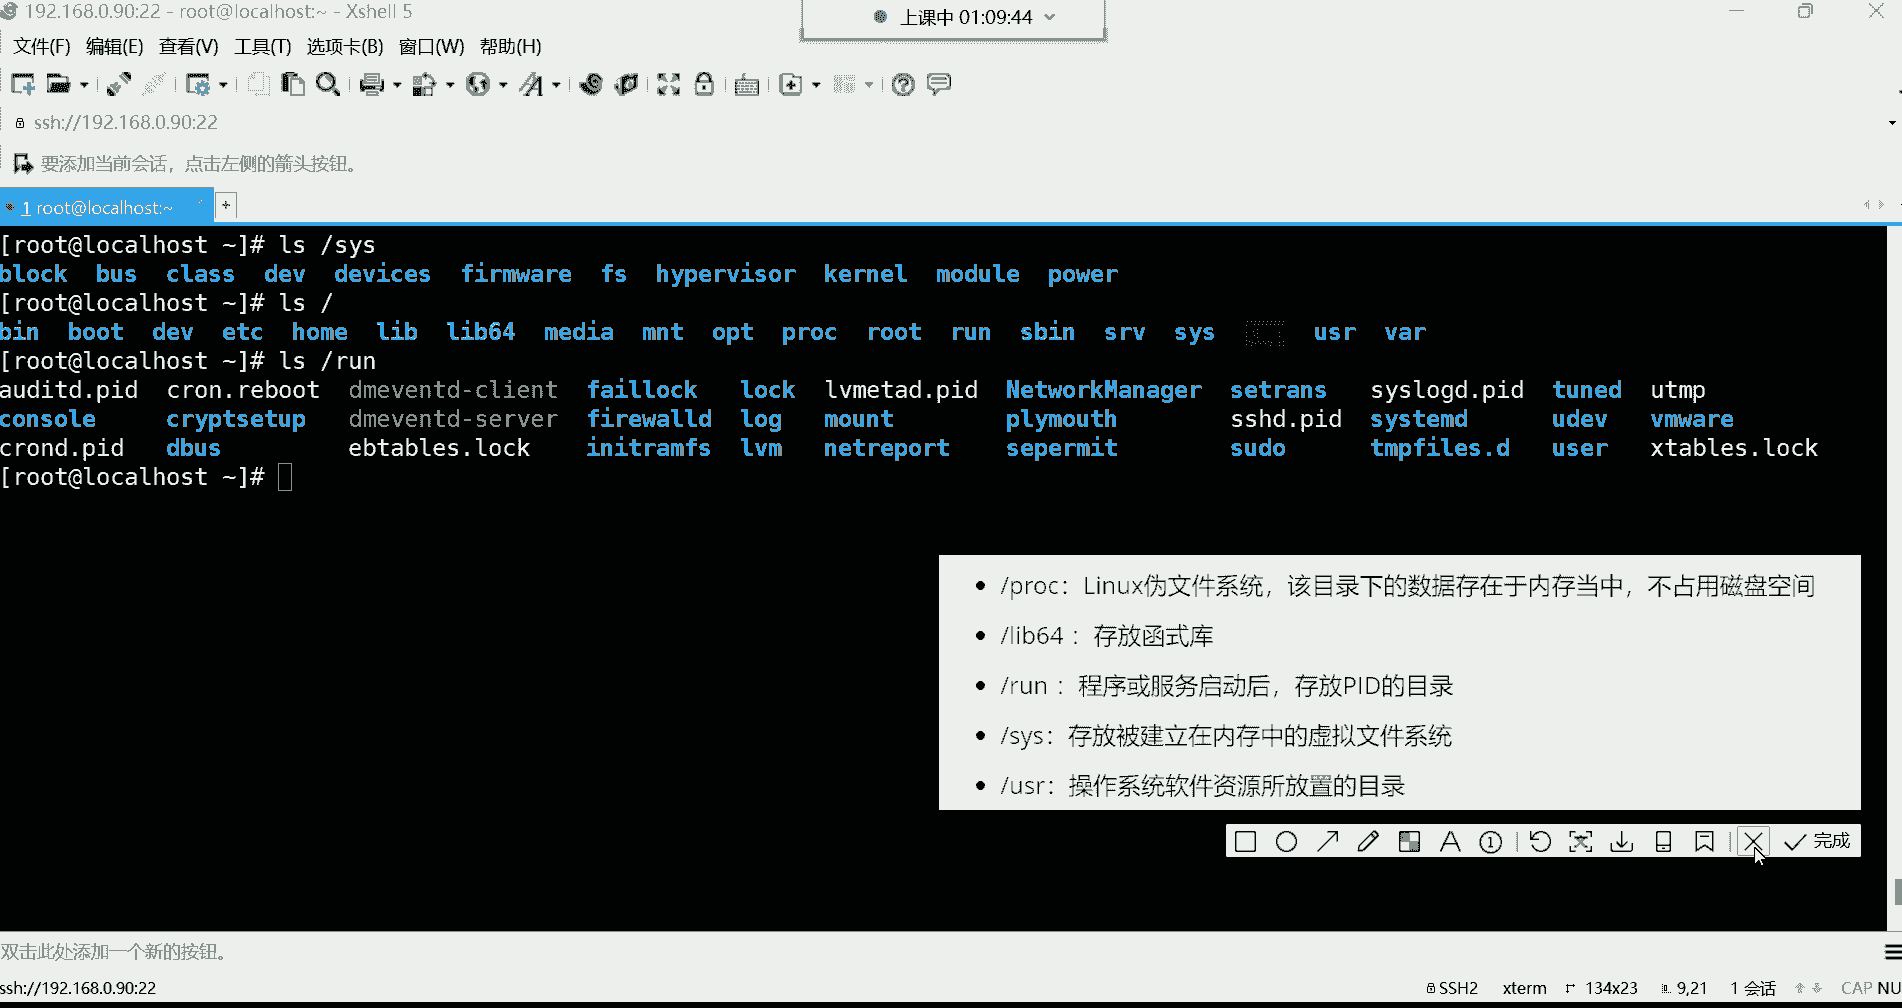 192.168.0.90:22 - root@localhost:~ - Xshell 5
上课中 01:09:44
文件(F) 编辑(E) 查看(V) 工具(T) 选项卡(B) 窗口(W) 帮助(H)
ssh://192.168.0.90:22
要添加当前会话，点击左侧的箭头按钮。
1 root@localhost:~
[root@localhost ~]# ls /sys
block bus class dev devices firmware fs hypervisor kernel module power
[root@localhost ~]# ls /
bin boot dev etc home lib lib64 media mnt opt proc root run sbin srv sys usr var
[root@localhost ~]# ls /run
auditd.pid cron.reboot dmeventd-client faillock lock lvmetad.pid NetworkManager setrans syslogd.pid tuned utmp
console cryptsetup dmeventd-server firewalld log mount plymouth sshd.pid systemd udev vmware
crond.pid dbus ebtables.lock initramfs lvm netreport sepermit sudo tmpfiles.d user xtables.lock
[root@localhost ~]#
• /proc：Linux伪文件系统，该目录下的数据存在于内存当中，不占用磁盘空间
• /lib64 ：存放函式库
• /run ：程序或服务启动后，存放PID的目录
• /sys：存放被建立在内存中的虚拟文件系统
• /usr：操作系统软件资源所放置的目录
完成
双击此处添加一个新的按钮。
ssh://192.168.0.90:22 SSH2 xterm 134x23 9,21 1 会话 CAP NU